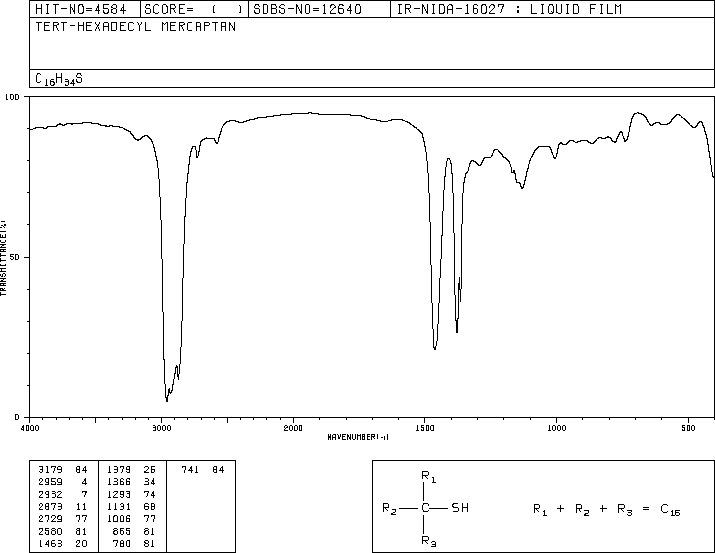 HIT-NO=4584 SCORE= ( ) SDBS-NO=12640 IR-NIDA-16027 : LIQUID FILM
TERT-HEXADECYL MERCAPTAN
C16H34S
100
50
0
TRANSMITTANCE(%)
4000 3000 2000 1500 1000 500
WAVENUMBER(-1)
3179 84 1379 26 741 84
2959 4 1366 34
2932 7 1293 74
2873 11 1131 68
2729 77 1006 77
2580 81 865 81
1463 20 780 81
R1
R2 C SH R1 + R2 + R3 = C15
R3